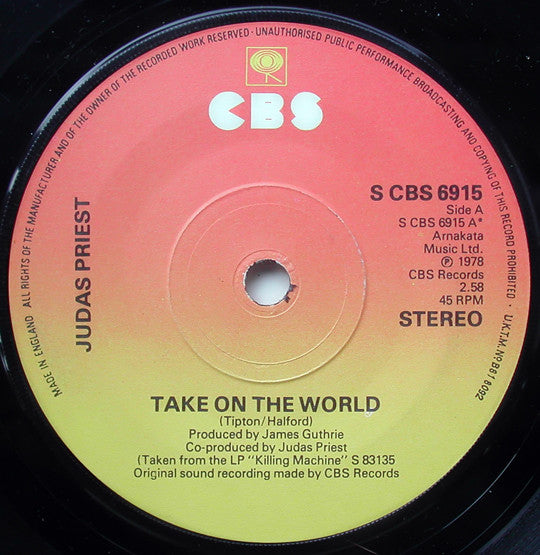 ALL RIGHTS OF THE MANUFACTURER AND OF THE OWNER OF THE RECORDED WORK RESERVED · UNAUTHORISED PUBLIC PERFORMANCE BROADCASTING AND COPYING OF THIS RECORD PROHIBITED · U.K.T.M. Nº B818092
MADE IN ENGLAND
CBS
JUDAS PRIEST
S CBS 6915
Side A
S CBS 6915 Aª
Arnakata
Music Ltd.
℗ 1978
CBS Records
2.58
45 RPM
STEREO
TAKE ON THE WORLD
(Tipton/Halford)
Produced by James Guthrie
Co-produced by Judas Priest
(Taken from the LP "Killing Machine" S 83135
Original sound recording made by CBS Records